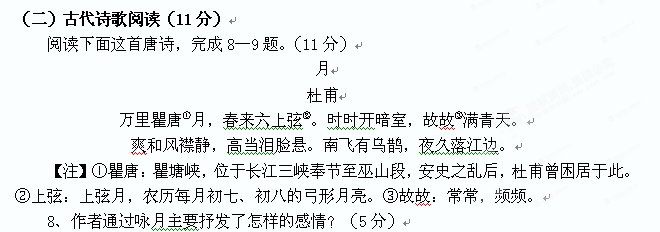 （二）古代诗歌阅读（11 分）
阅读下面这首唐诗，完成 8—9 题。（11 分）
月
杜甫
万里瞿唐①月，春来六上弦②。时时开暗室，故故③满青天。
爽和风襟静，高当泪脸悬。南飞有乌鹊，夜久落江边。
【注】①瞿唐：瞿塘峡，位于长江三峡奉节至巫山段，安史之乱后，杜甫曾困居于此。
②上弦：上弦月，农历每月初七、初八的弓形月亮。③故故：常常，频频。
8、作者通过咏月主要抒发了怎样的感情？（5 分）